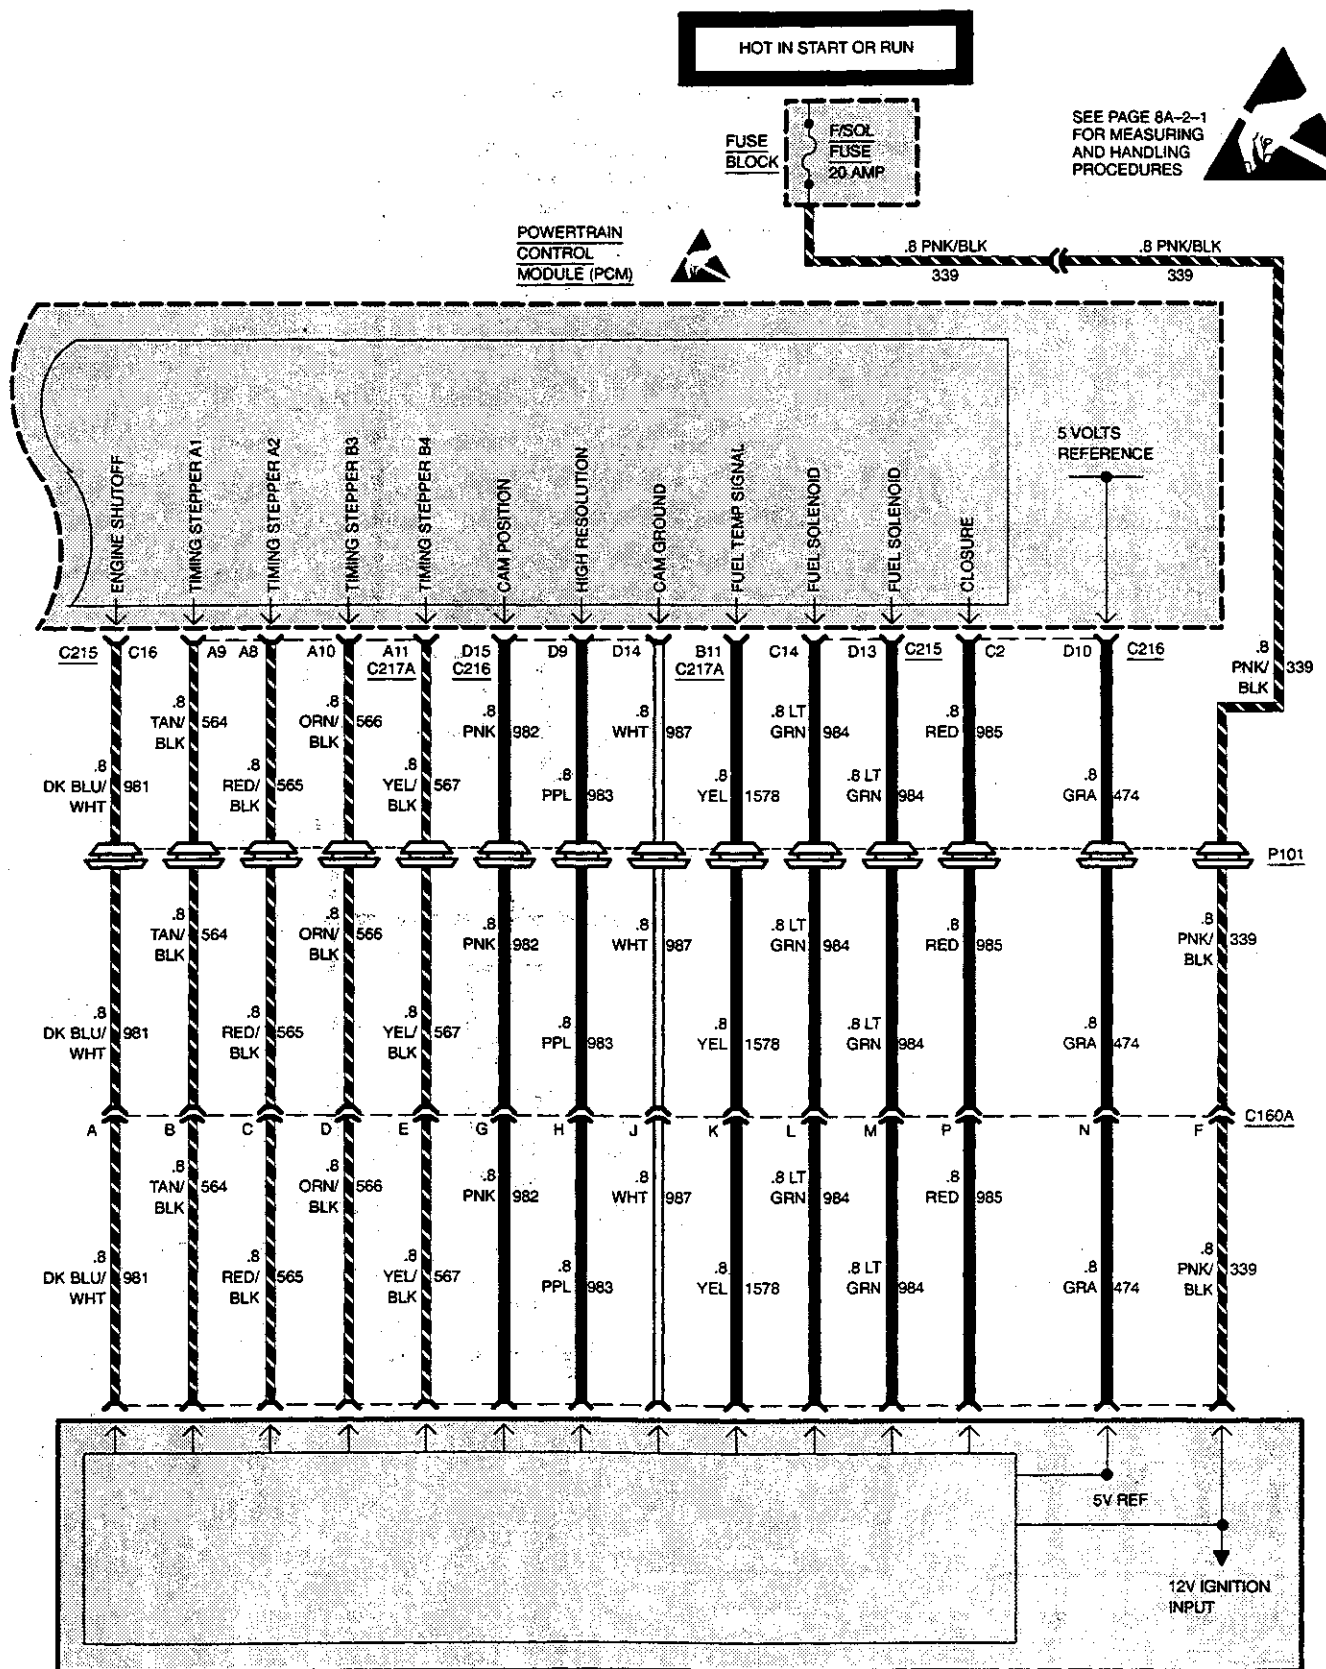 HOT IN START OR RUN
SEE PAGE 8A-2-1
FOR MEASURING
AND HANDLING
PROCEDURES
FUSE
BLOCK
F/SOL
FUSE
20 AMP
POWERTRAIN
CONTROL
MODULE (PCM)
.8 PNK/BLK
339
.8 PNK/BLK
339
ENGINE SHUTOFF
TIMING STEPPER A1
TIMING STEPPER A2
TIMING STEPPER B3
TIMING STEPPER B4
CAM POSITION
HIGH RESOLUTION
CAM GROUND
FUEL TEMP SIGNAL
FUEL SOLENOID
FUEL SOLENOID
CLOSURE
5 VOLTS
REFERENCE
C215 C16 A9 A8 A10 A11 D15 D9 D14 B11 C14 D13 C215 C2 D10 C216
C217A C216 C217A
.8
PNK/
BLK
339
.8
TAN/
BLK
564
.8
ORN/
BLK
566
.8
PNK
982
.8
WHT
987
.8 LT
GRN
984
.8
RED
985
.8
DK BLU/
WHT
981
.8
RED/
BLK
565
.8
YEL/
BLK
567
.8
PPL
983
.8
YEL
1578
.8 LT
GRN
984
.8
GRA
474
P101
.8
TAN/
BLK
564
.8
ORN/
BLK
566
.8
PNK
982
.8
WHT
987
.8 LT
GRN
984
.8
RED
985
.8
PNK/
BLK
339
.8
DK BLU/
WHT
981
.8
RED/
BLK
565
.8
YEL/
BLK
567
.8
PPL
983
.8
YEL
1578
.8 LT
GRN
984
.8
GRA
474
C160A
A B C D E G H J K L M P N F
.8
TAN/
BLK
564
.8
ORN/
BLK
566
.8
PNK
982
.8
WHT
987
.8 LT
GRN
984
.8
RED
985
.8
DK BLU/
WHT
981
.8
RED/
BLK
565
.8
YEL/
BLK
567
.8
PPL
983
.8
YEL
1578
.8 LT
GRN
984
.8
GRA
474
.8
PNK/
BLK
339
5V REF
12V IGNITION
INPUT